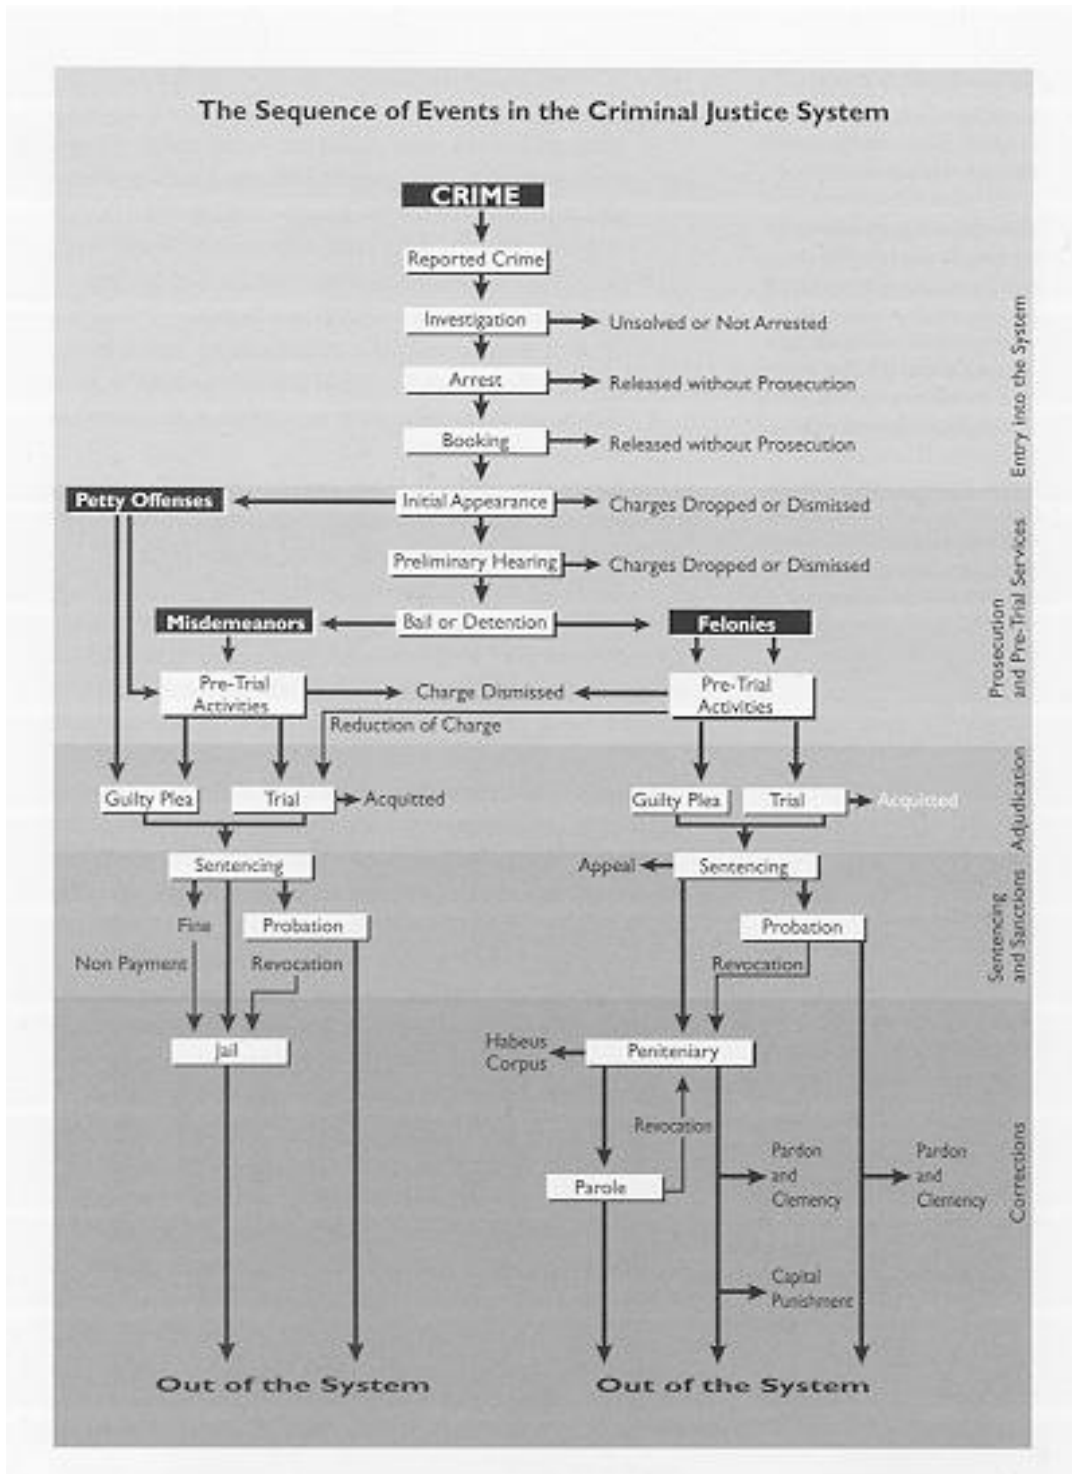 The Sequence of Events in the Criminal Justice System
CRIME
Reported Crime
Investigation
Unsolved or Not Arrested
Arrest
Released without Prosecution
Booking
Released without Prosecution
Entry into the System
Petty Offenses
Initial Appearance
Charges Dropped or Dismissed
Preliminary Hearing
Charges Dropped or Dismissed
Misdemeanors
Bail or Detention
Felonies
Prosecution
and Pre-Trial Services
Pre-Trial
Activities
Charge Dismissed
Pre-Trial
Activities
Reduction of Charge
Guilty Plea
Trial
Acquitted
Guilty Plea
Trial
Acquitted
Adjudication
Sentencing
Appeal
Sentencing
Fine
Probation
Probation
Non Payment
Revocation
Revocation
Sentencing
and Sanctions
Jail
Habeus
Corpus
Peniteniary
Revocation
Parole
Pardon
and
Clemency
Pardon
and
Clemency
Capital
Punishment
Corrections
Out of the System
Out of the System